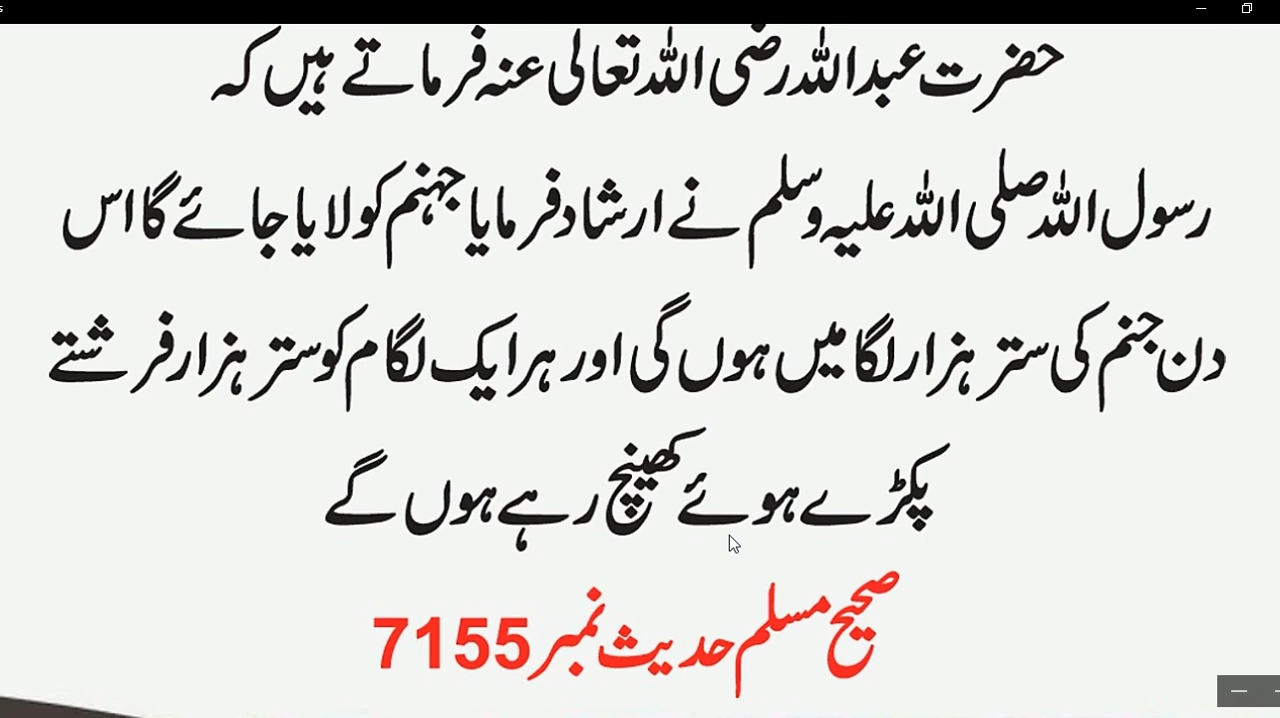 حضرت عبداللہ رضی اللہ تعالی عنہ فرماتے ہیں کہ
رسول اللہ صلی اللہ علیہ وسلم نے ارشاد فرمایا جہنم کو لایا جائے گا اس
دن جنم کی ستر ہزار لگامیں ہوں گی اور ہر ایک لگام کو ستر ہزار فرشتے
پکڑے ہوئے کھینچ رہے ہوں گے
صحیح مسلم حدیث نمبر 7155